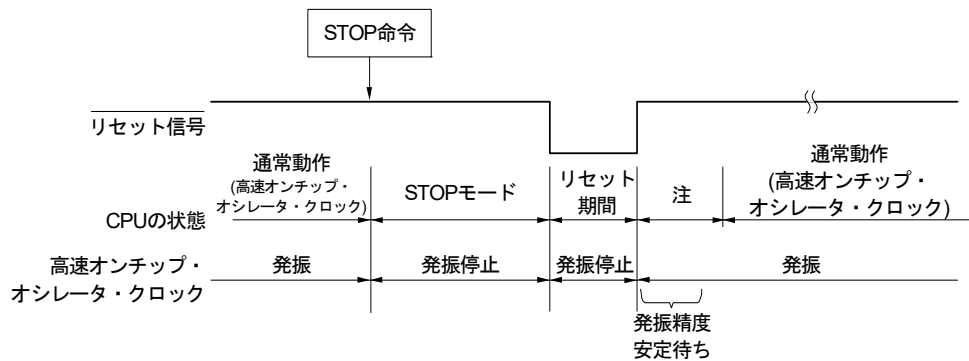 STOP命令
リセット信号
通常動作
(高速オンチップ・
オシレータ・クロック)
STOPモード
リセット
期間
注
通常動作
(高速オンチップ・
オシレータ・クロック)
CPUの状態
高速オンチップ・
オシレータ・クロック
発振
発振停止
発振停止
発振
発振精度
安定待ち